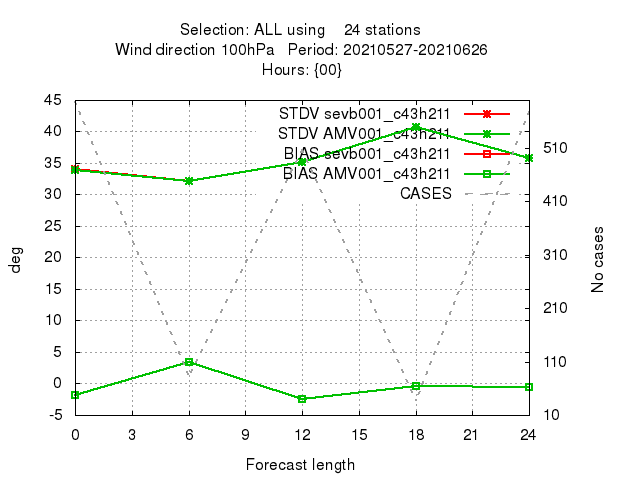 Selection: ALL using    24 stations
Wind direction 100hPa   Period: 20210527-20210626
Hours: {00}
STDV sevb001_c43h211
STDV AMV001_c43h211
BIAS sevb001_c43h211
BIAS AMV001_c43h211
CASES
45
40
35
30
25
20
15
10
5
0
-5
deg
510
410
310
210
110
10
No cases
0 3 6 9 12 15 18 21 24
Forecast length